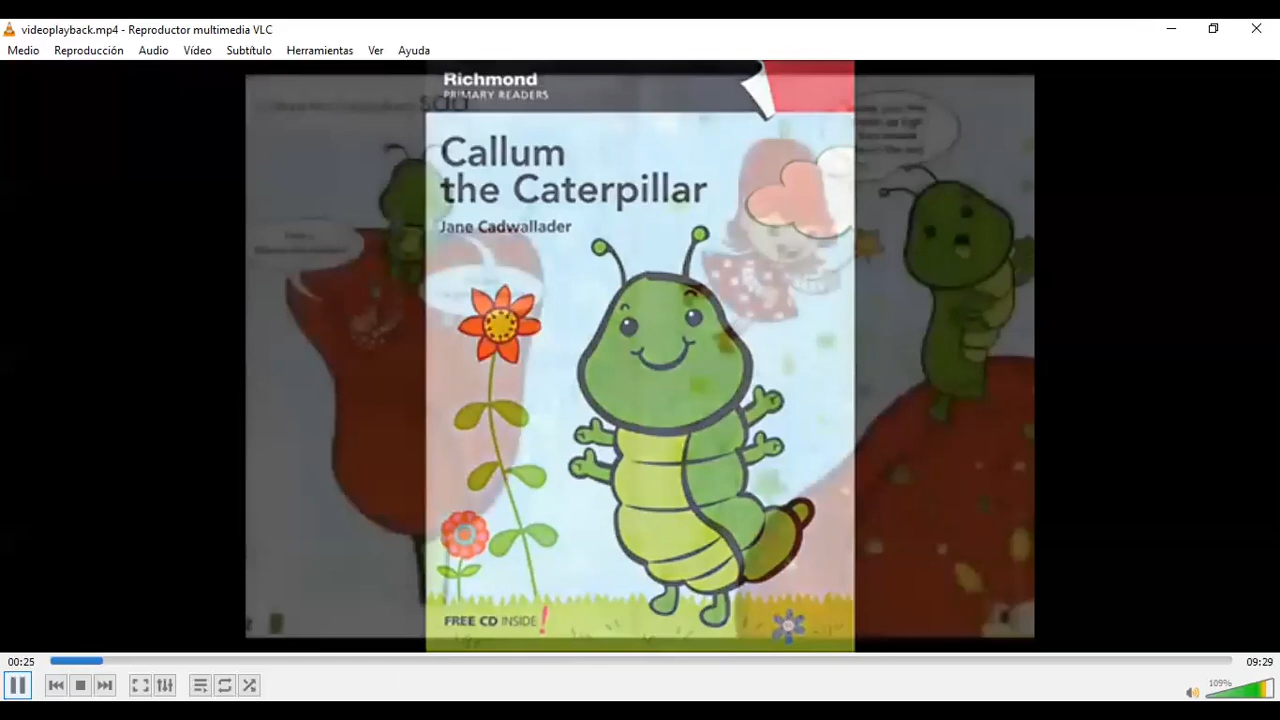 videoplayback.mp4 - Reproductor multimedia VLC
Medio Reproducción Audio Vídeo Subtítulo Herramientas Ver Ayuda
Richmond
PRIMARY READERS
sad
Callum
the Caterpillar
Jane Cadwallader
FREE CD INSIDE!
00:25
09:29
109%